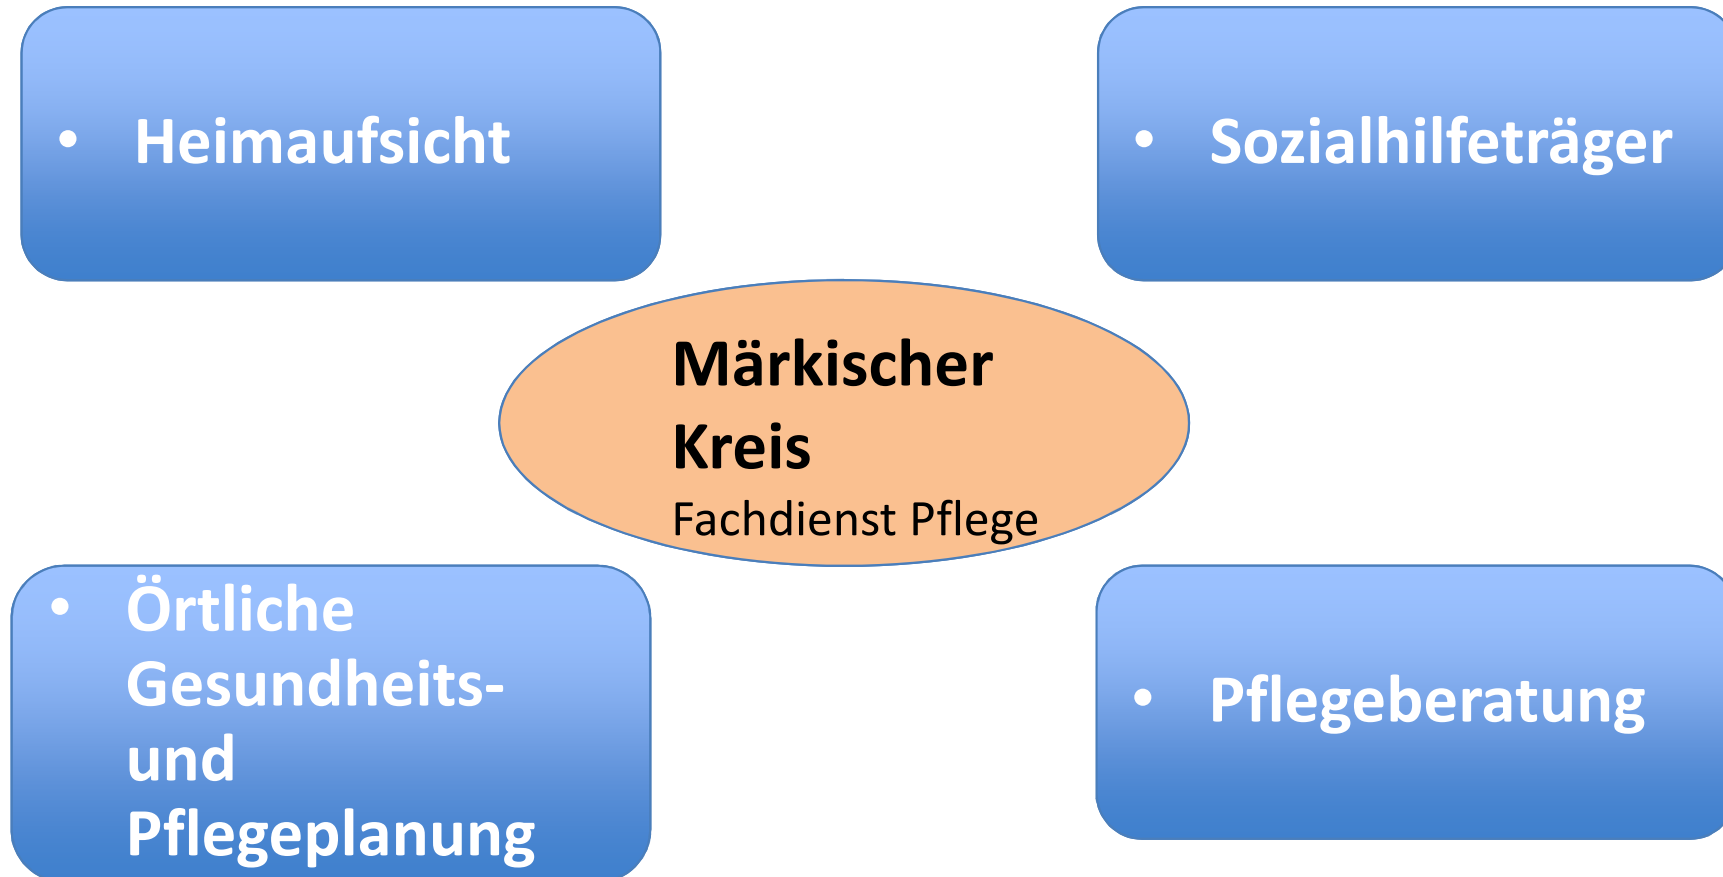 • Heimaufsicht
• Sozialhilfeträger
Märkischer
Kreis
Fachdienst Pflege
• Örtliche
Gesundheits-
und
Pflegeplanung
• Pflegeberatung